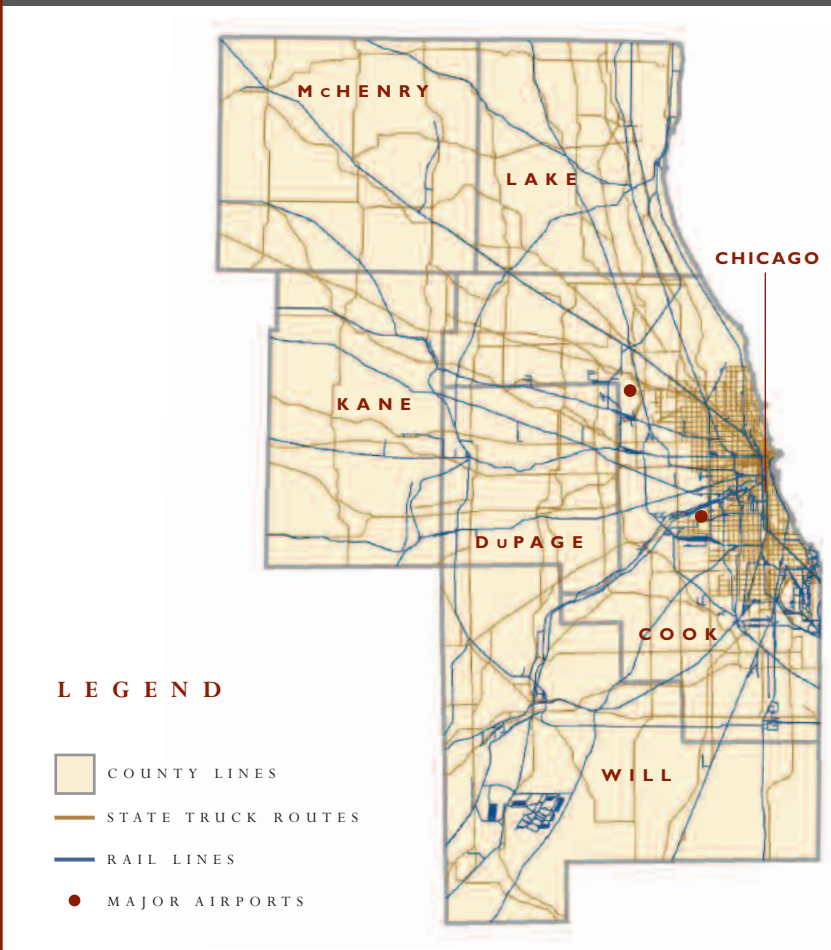 McHENRY
LAKE
CHICAGO
KANE
DuPAGE
COOK
WILL
LEGEND
COUNTY LINES
STATE TRUCK ROUTES
RAIL LINES
MAJOR AIRPORTS